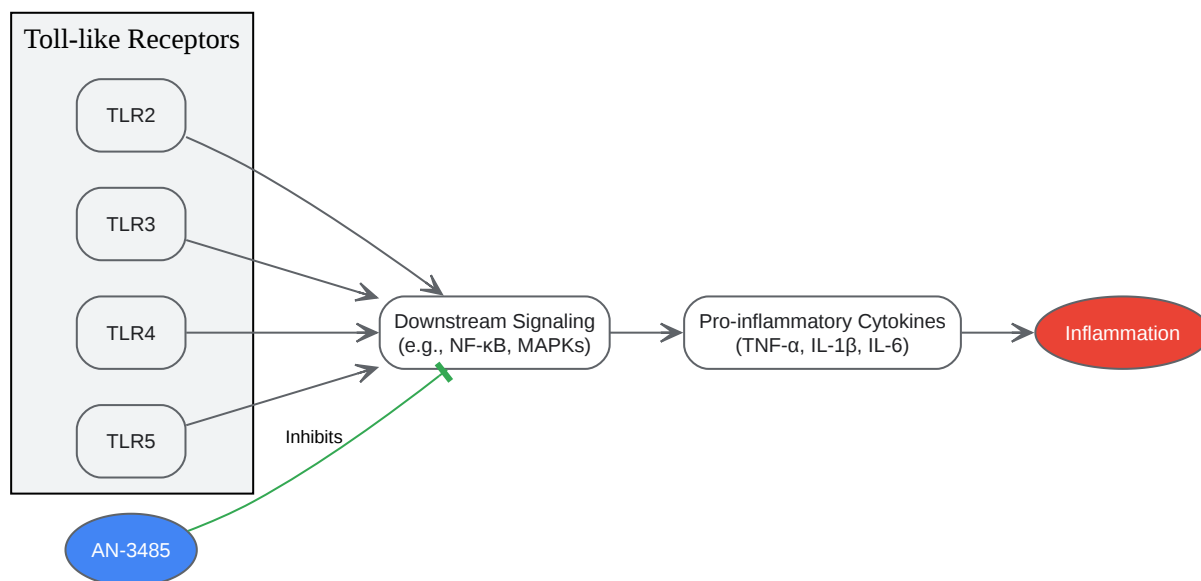 Toll-like Receptors
TLR2
TLR3
TLR4
TLR5
Downstream Signaling
(e.g., NF-κB, MAPKs)
Pro-inflammatory Cytokines
(TNF-α, IL-1β, IL-6)
Inflammation
Inhibits
AN-3485